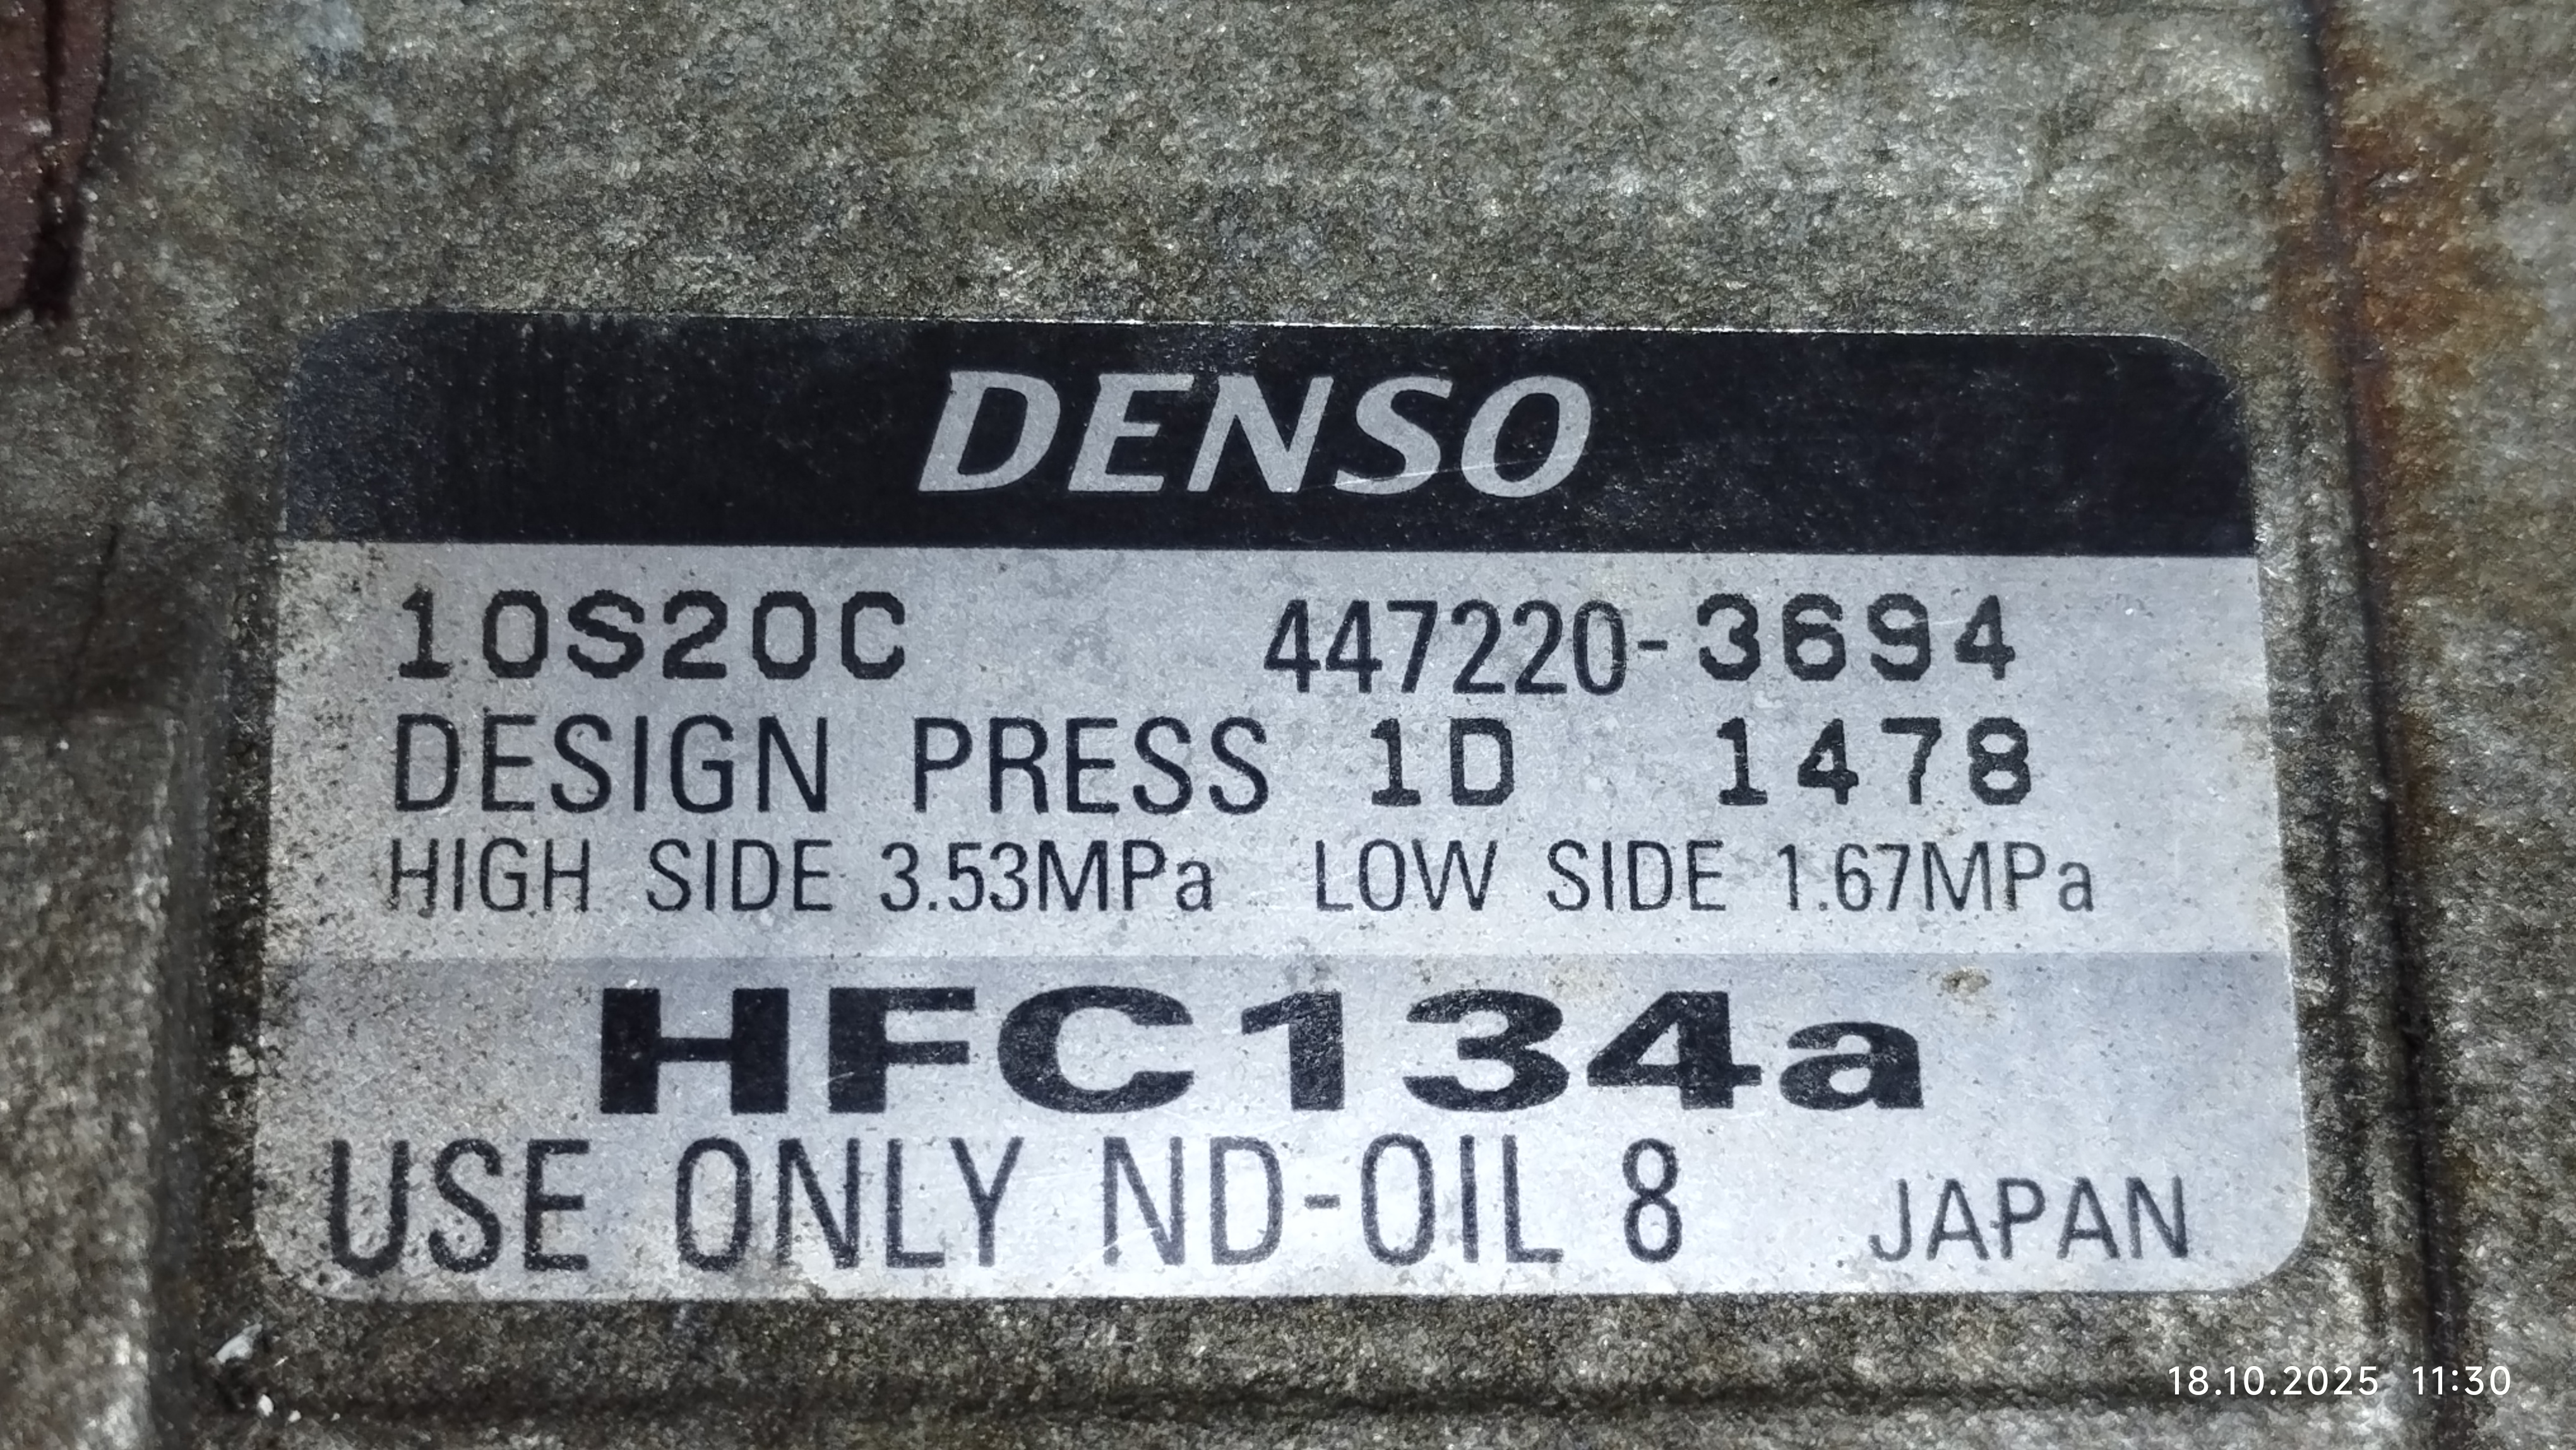 DENSO
10S20C 447220-3694
DESIGN PRESS 1D 1478
HIGH SIDE 3.53MPa LOW SIDE 1.67MPa
HFC134a
USE ONLY ND-OIL 8 JAPAN
18.10.2025 11:30